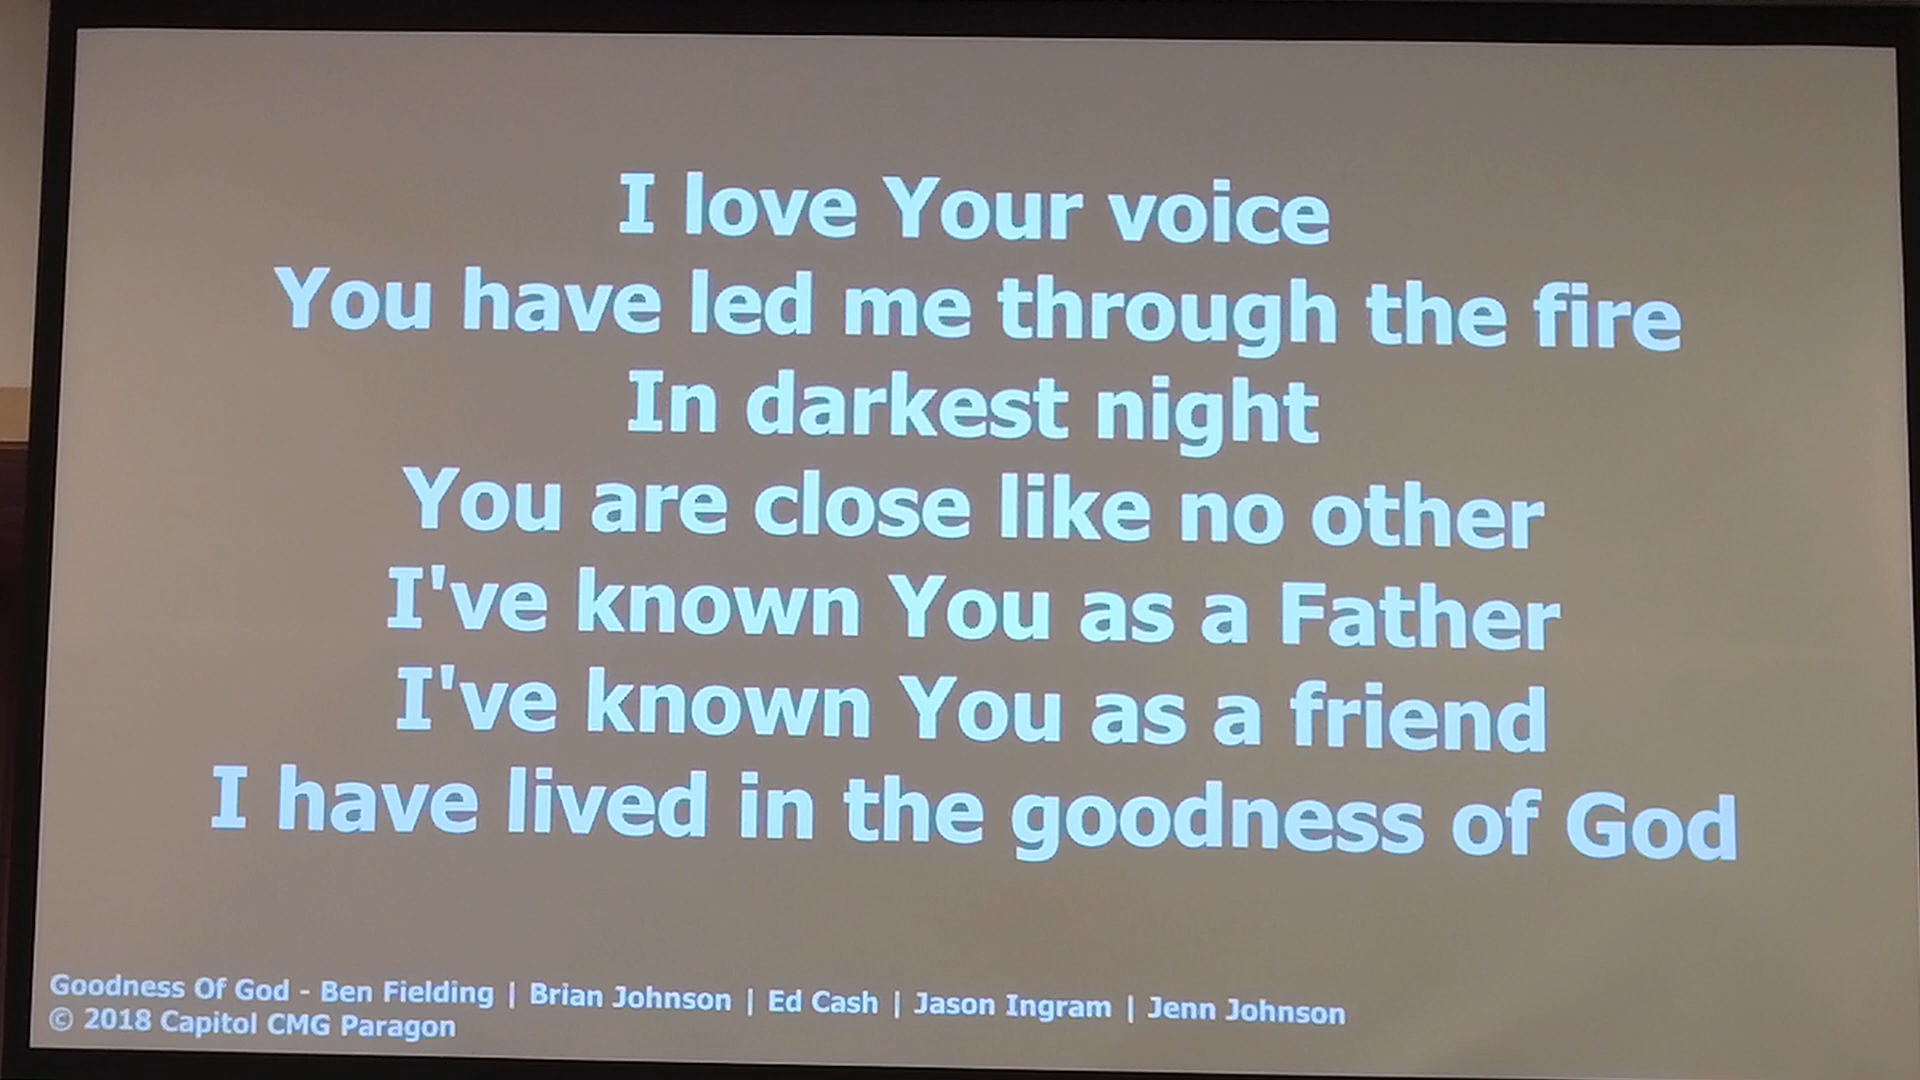 I love Your voice
You have led me through the fire
In darkest night
You are close like no other
I've known You as a Father
I've known You as a friend
I have lived in the goodness of God
Goodness Of God - Ben Fielding | Brian Johnson | Ed Cash | Jason Ingram | Jenn Johnson
© 2018 Capitol CMG Paragon